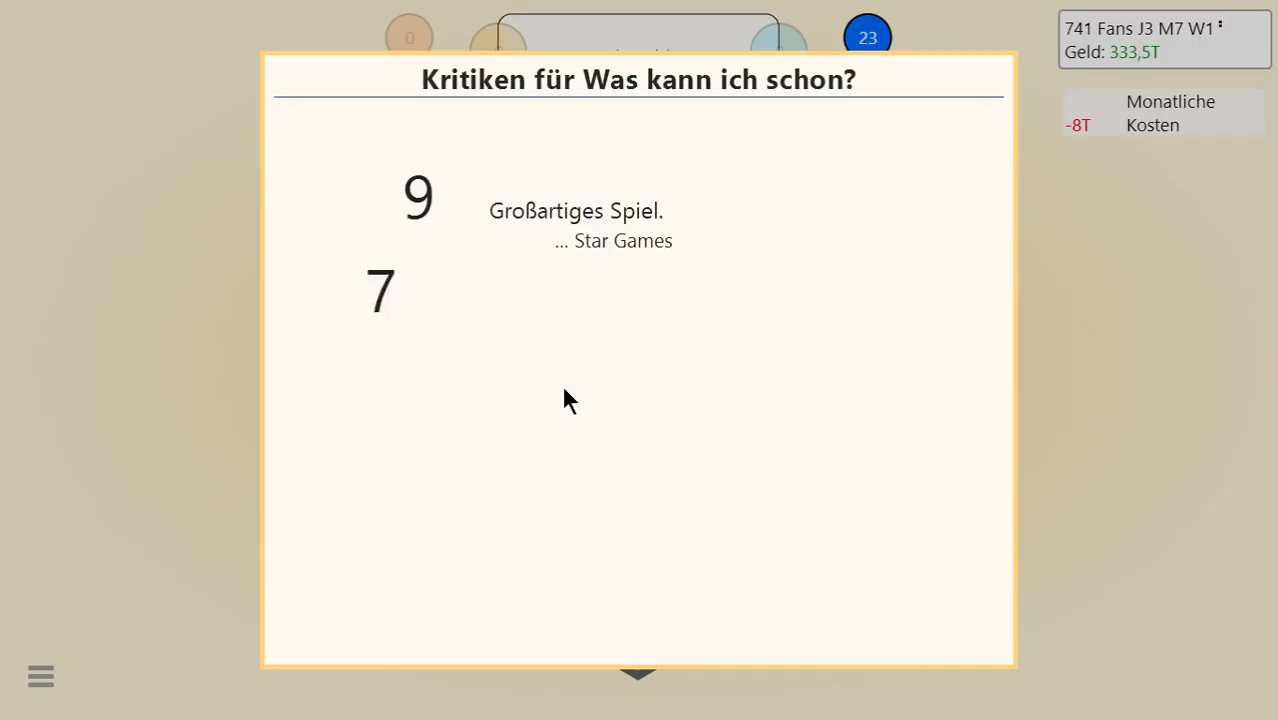 0
23
741 Fans J3 M7 W1
Geld: 333,5T
Monatliche
-8T Kosten
Kritiken für Was kann ich schon?
9 Großartiges Spiel.
... Star Games
7